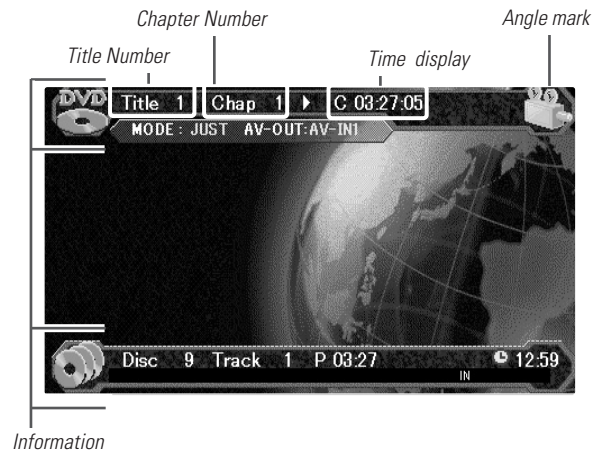 Chapter Number
Angle mark
Title Number
Time display
DVD
Title 1 Chap 1 C 03:27:05
MODE : JUST AV-OUT:AV-IN1
Disc 9 Track 1 P 03:27 12:59
IN
Information